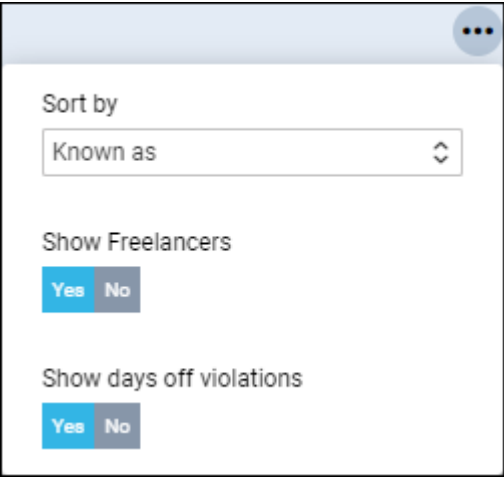 Sort by
Known as
Show Freelancers
Yes No
Show days off violations
Yes No